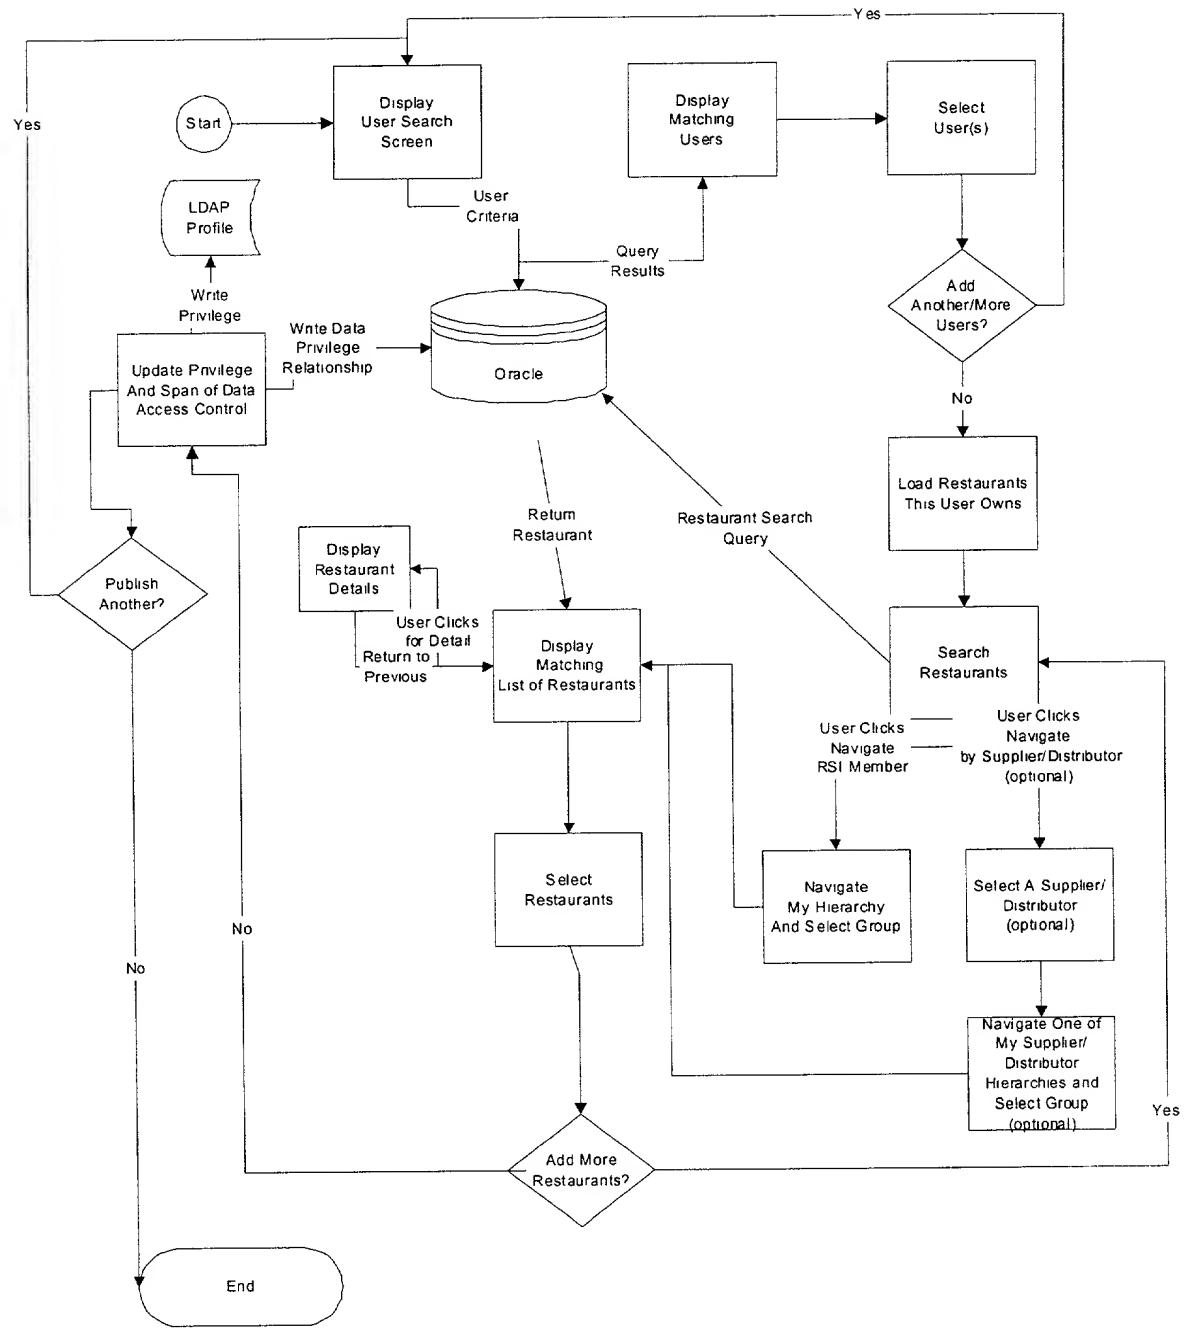 Yes
Yes
Start
Display
User Search
Screen
Display
Matching
Users
Select
User(s)
LDAP
Profile
User
Criteria
Query
Results
Add
Another/More
Users?
Write
Privilege
Write Data
Privilege
Relationship
Update Privilege
And Span of Data
Access Control
Oracle
No
Load Restaurants
This User Owns
Return
Restaurant
Restaurant Search
Query
Display
Restaurant
Details
Publish
Another?
User Clicks
for Detail
Return to
Previous
Display
Matching
List of Restaurants
Search
Restaurants
User Clicks
Navigate
RSI Member
User Clicks
Navigate
by Supplier/Distributor
(optional)
Select
Restaurants
Navigate
My Hierarchy
And Select Group
Select A Supplier/
Distributor
(optional)
No
No
Navigate One of
My Supplier/
Distributor
Hierarchies and
Select Group
(optional)
Yes
Add More
Restaurants?
End